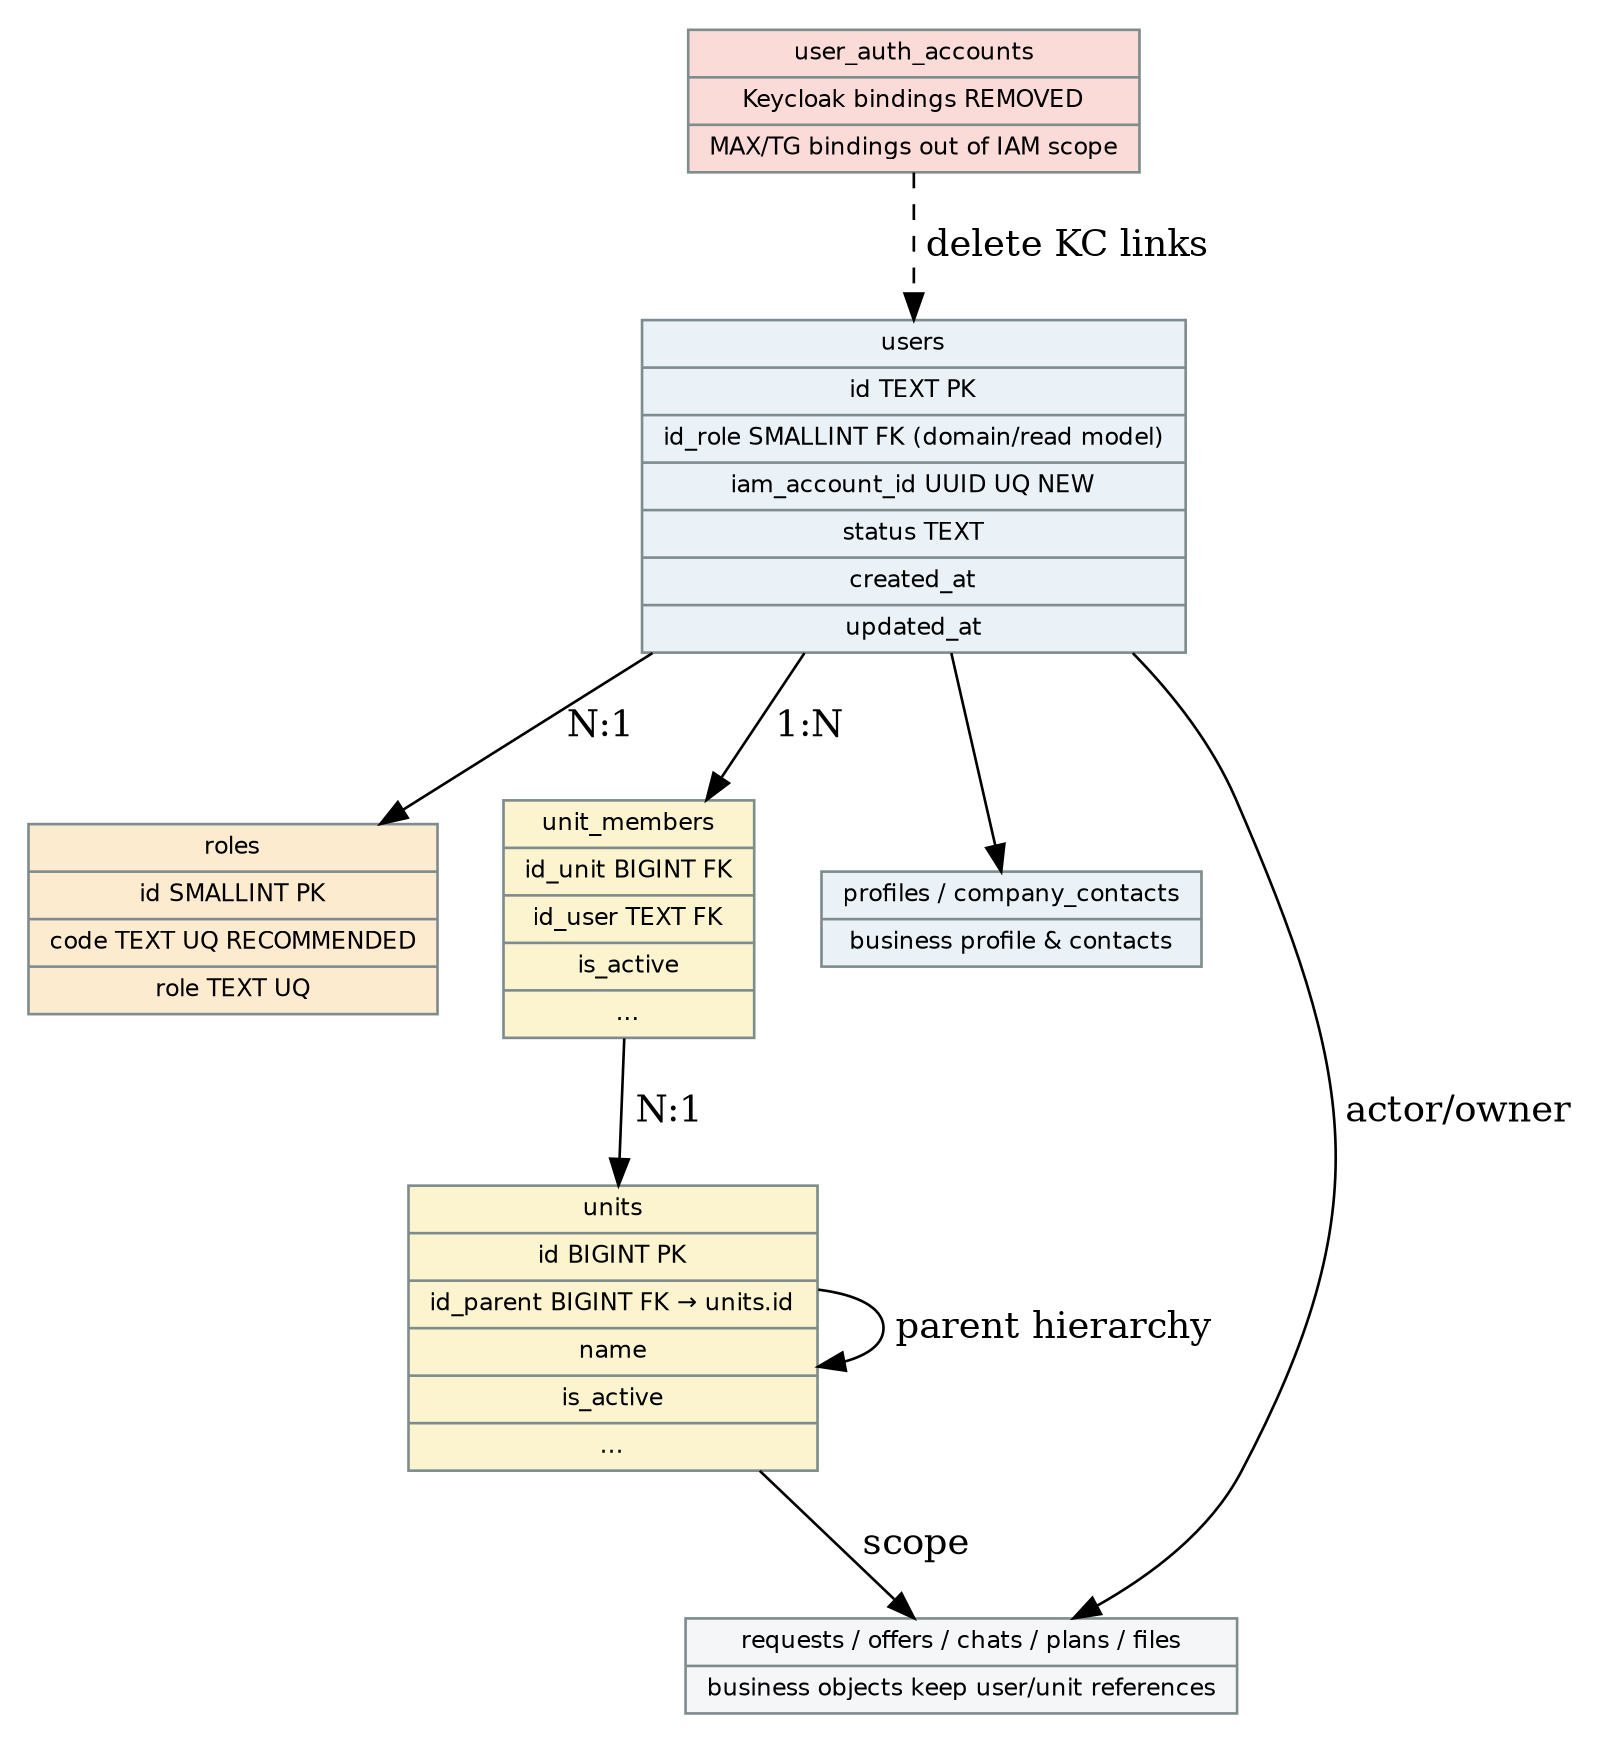 user_auth_accounts
Keycloak bindings REMOVED
MAX/TG bindings out of IAM scope
delete KC links
users
id TEXT PK
id_role SMALLINT FK (domain/read model)
iam_account_id UUID UQ NEW
status TEXT
created_at
updated_at
N:1
1:N
roles
id SMALLINT PK
code TEXT UQ RECOMMENDED
role TEXT UQ
unit_members
id_unit BIGINT FK
id_user TEXT FK
is_active
...
profiles / company_contacts
business profile & contacts
N:1
actor/owner
units
id BIGINT PK
id_parent BIGINT FK → units.id
name
is_active
...
parent hierarchy
scope
requests / offers / chats / plans / files
business objects keep user/unit references